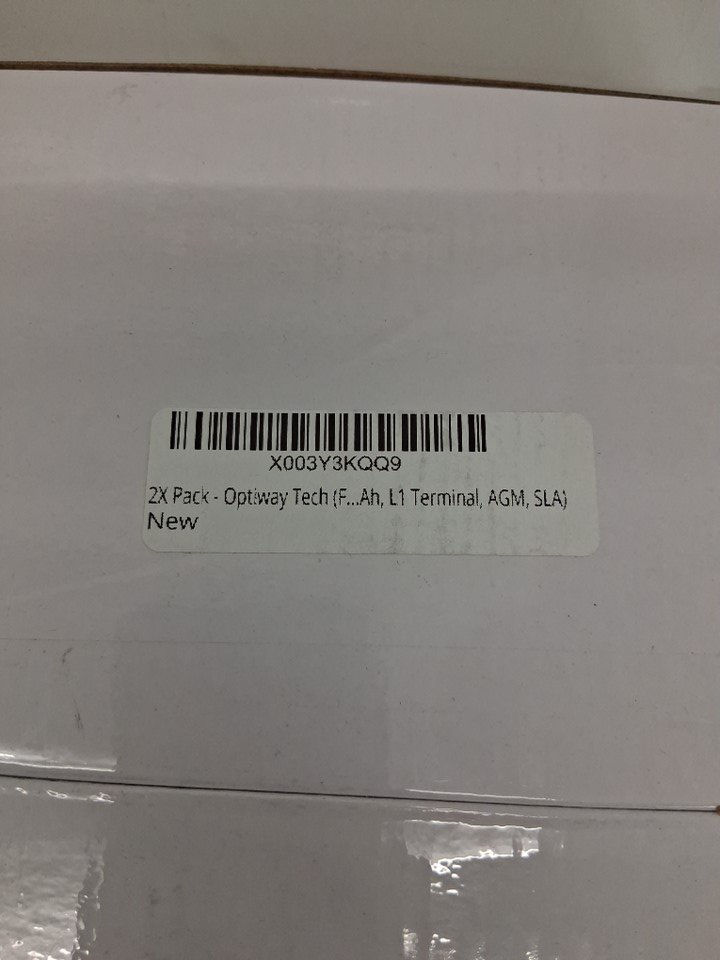 X003Y3KQQ9
2X Pack - Optiway Tech (F...Ah, L1 Terminal, AGM, SLA)
New